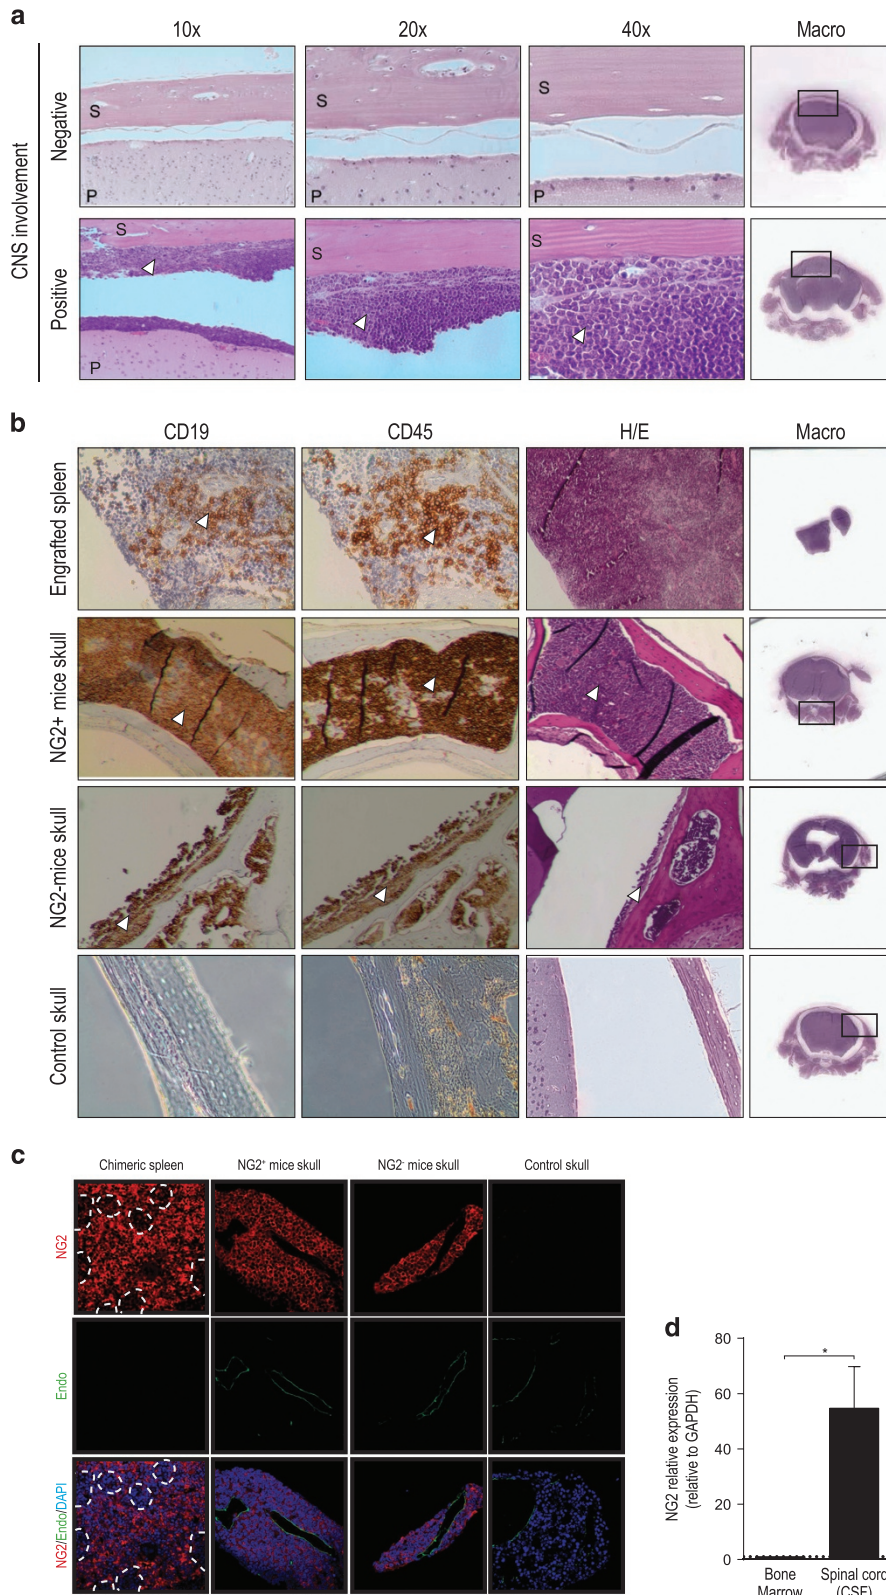 a
10x
20x
40x
Macro
CNS involvement
Negative
S
P
S
P
S
P
Positive
S
P
S
S
b
CD19
CD45
H/E
Macro
Engrafted spleen
NG2+ mice skull
NG2-mice skull
Control skull
c
Chimeric spleen
NG2+ mice skull
NG2- mice skull
Control skull
NG2
Endo
NG2/Endo/DAPI
d
NG2 relative expression
(relative to GAPDH)
80
60
40
20
0
*
Bone
Marrow
Spinal cord
(CSF)